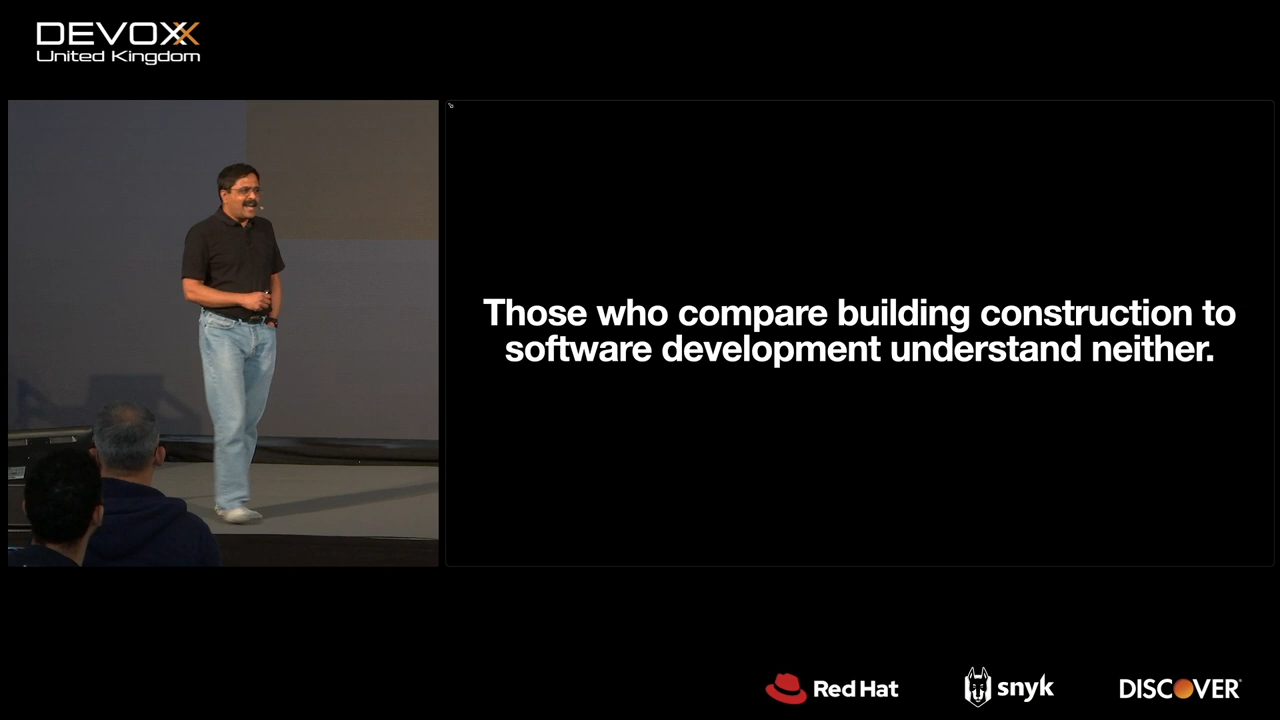 DEVOXX
United Kingdom
Those who compare building construction to
software development understand neither.
Red Hat
snyk
DISCOVER